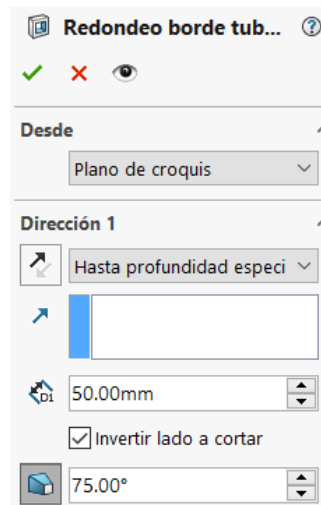 Redondeo borde tub...
Desde
Plano de croquis
Dirección 1
Hasta profundidad especi
D1 50.00mm
Invertir lado a cortar
75.00°